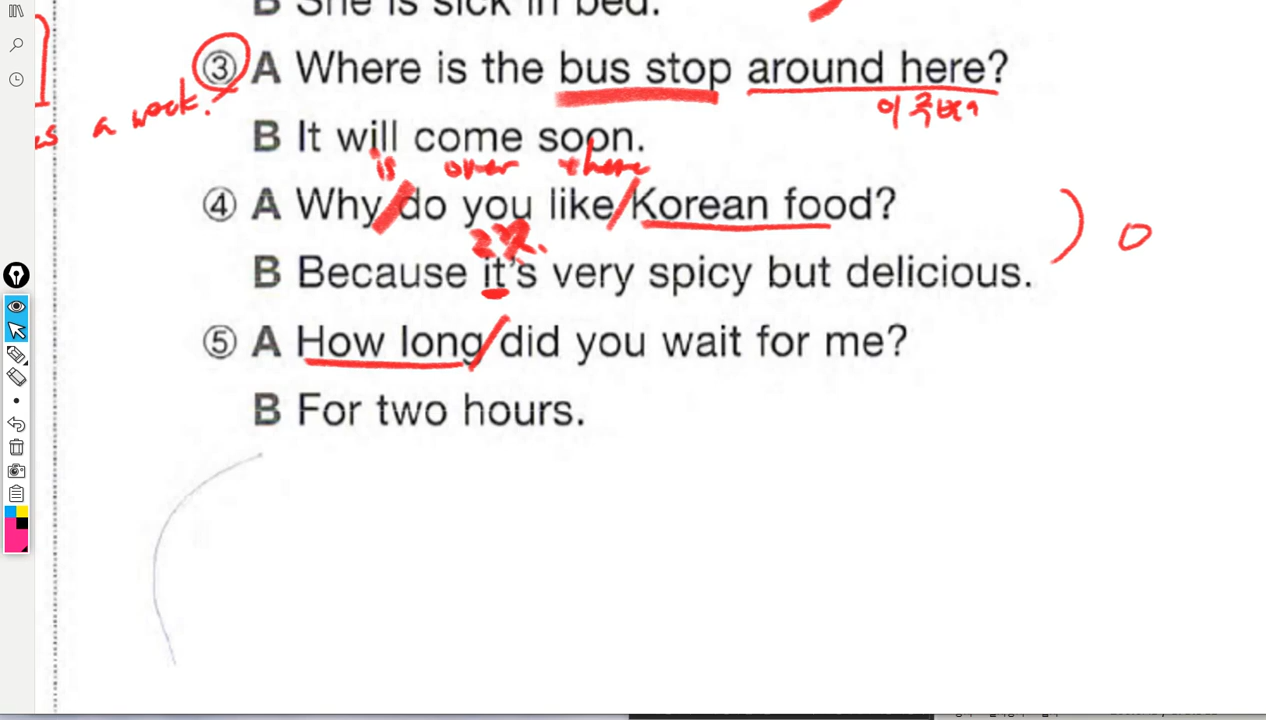 B She is sick in bed.
③ A Where is the bus stop around here?
a week.
이 주변
B It will come soon.
is over there
④ A Why do you like Korean food?
B Because it's very spicy but delicious.
⑤ A How long did you wait for me?
B For two hours.